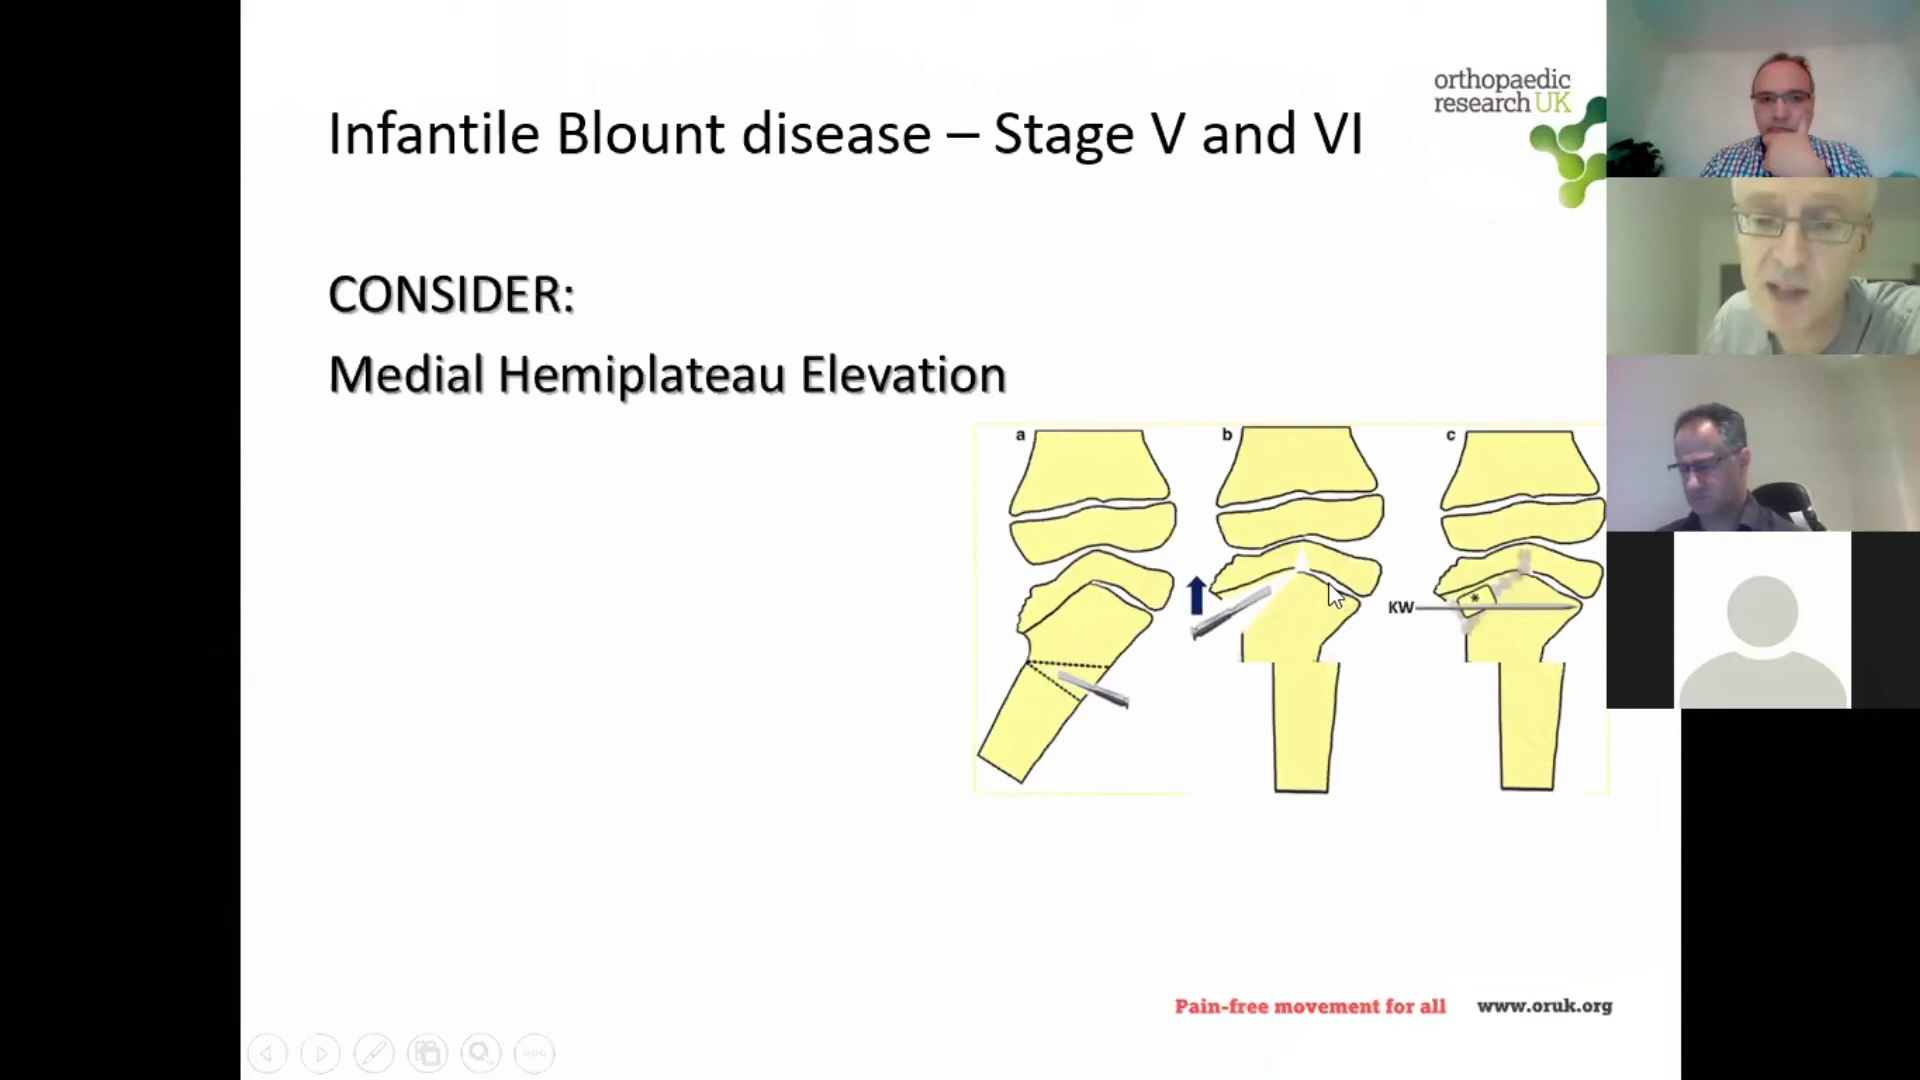 orthopaedic
research UK
Infantile Blount disease – Stage V and VI
CONSIDER:
Medial Hemiplateau Elevation
a
b
c
KW
*
Pain-free movement for all
www.oruk.org